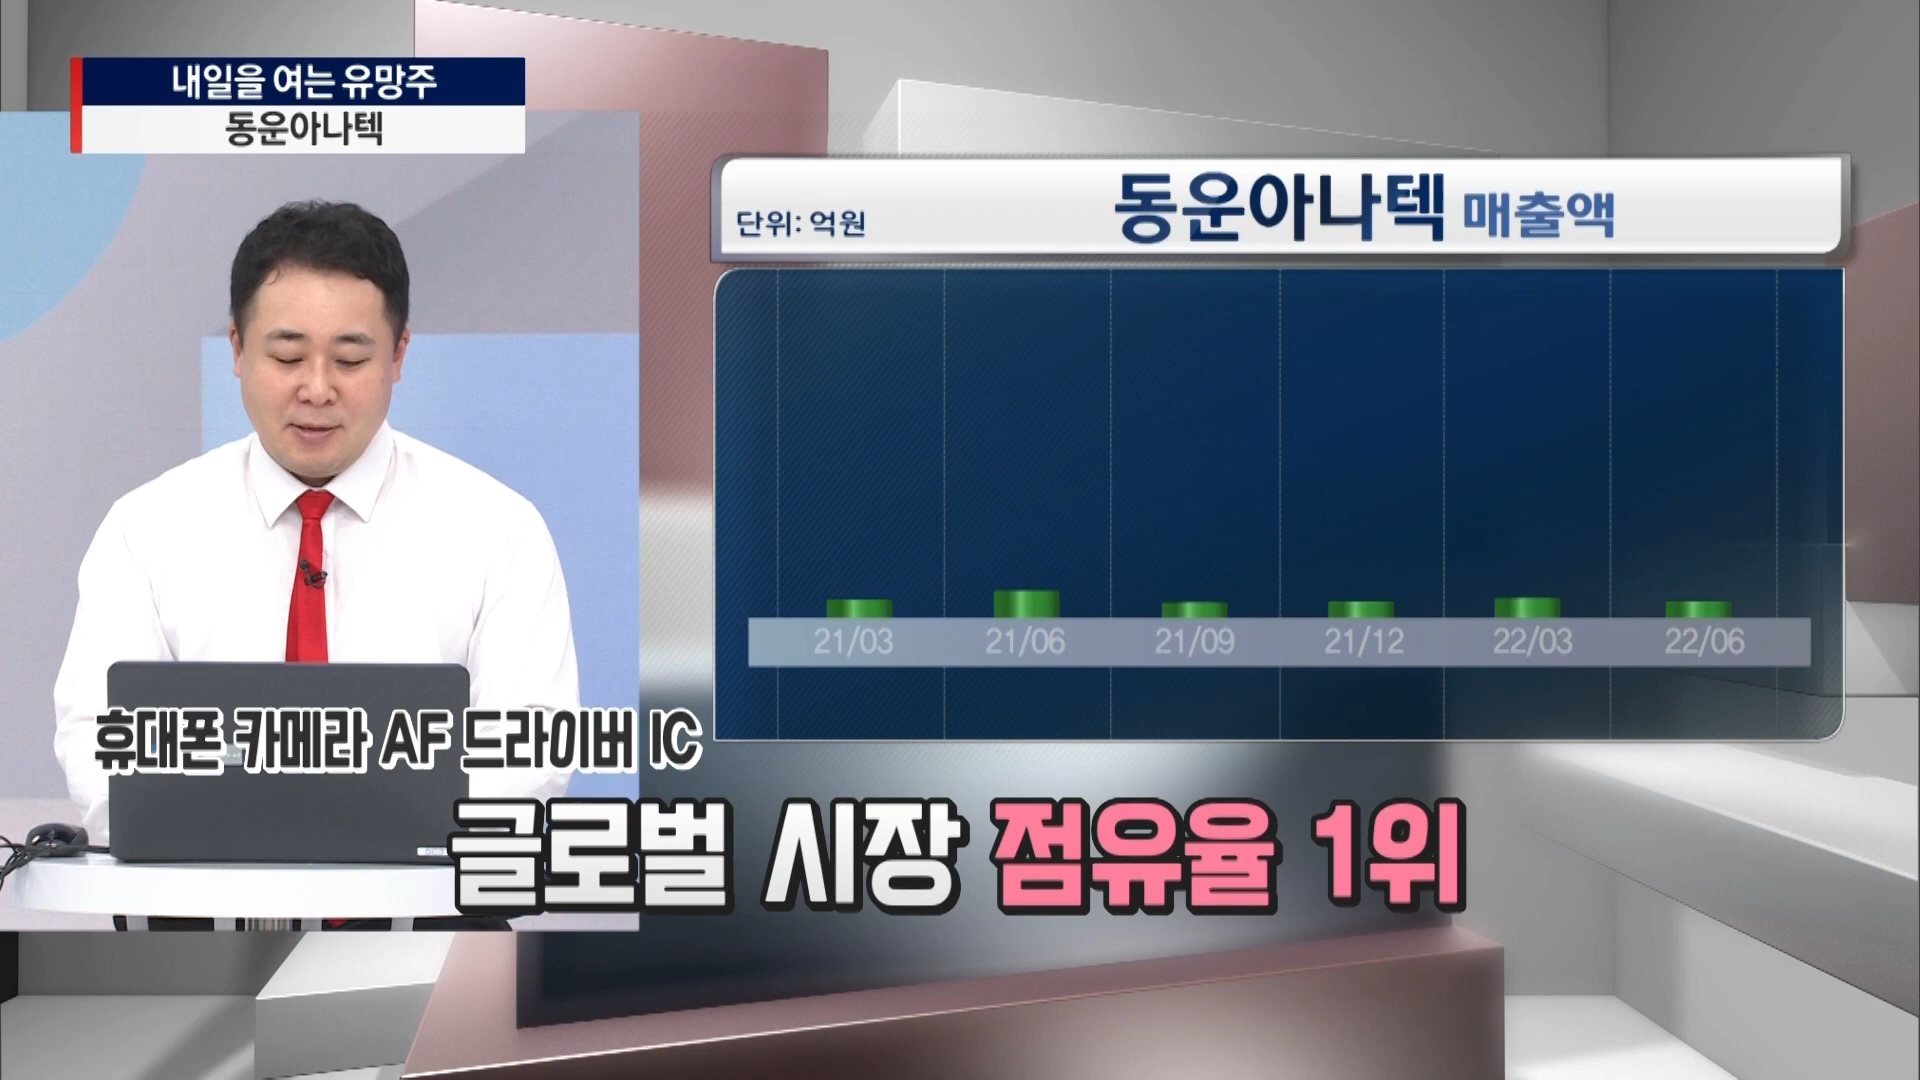 내일을 여는 유망주
동운아나텍
단위: 억원
동운아나텍 매출액
21/03 21/06 21/09 21/12 22/03 22/06
휴대폰 카메라 AF 드라이버 IC
글로벌 시장 점유율 1위